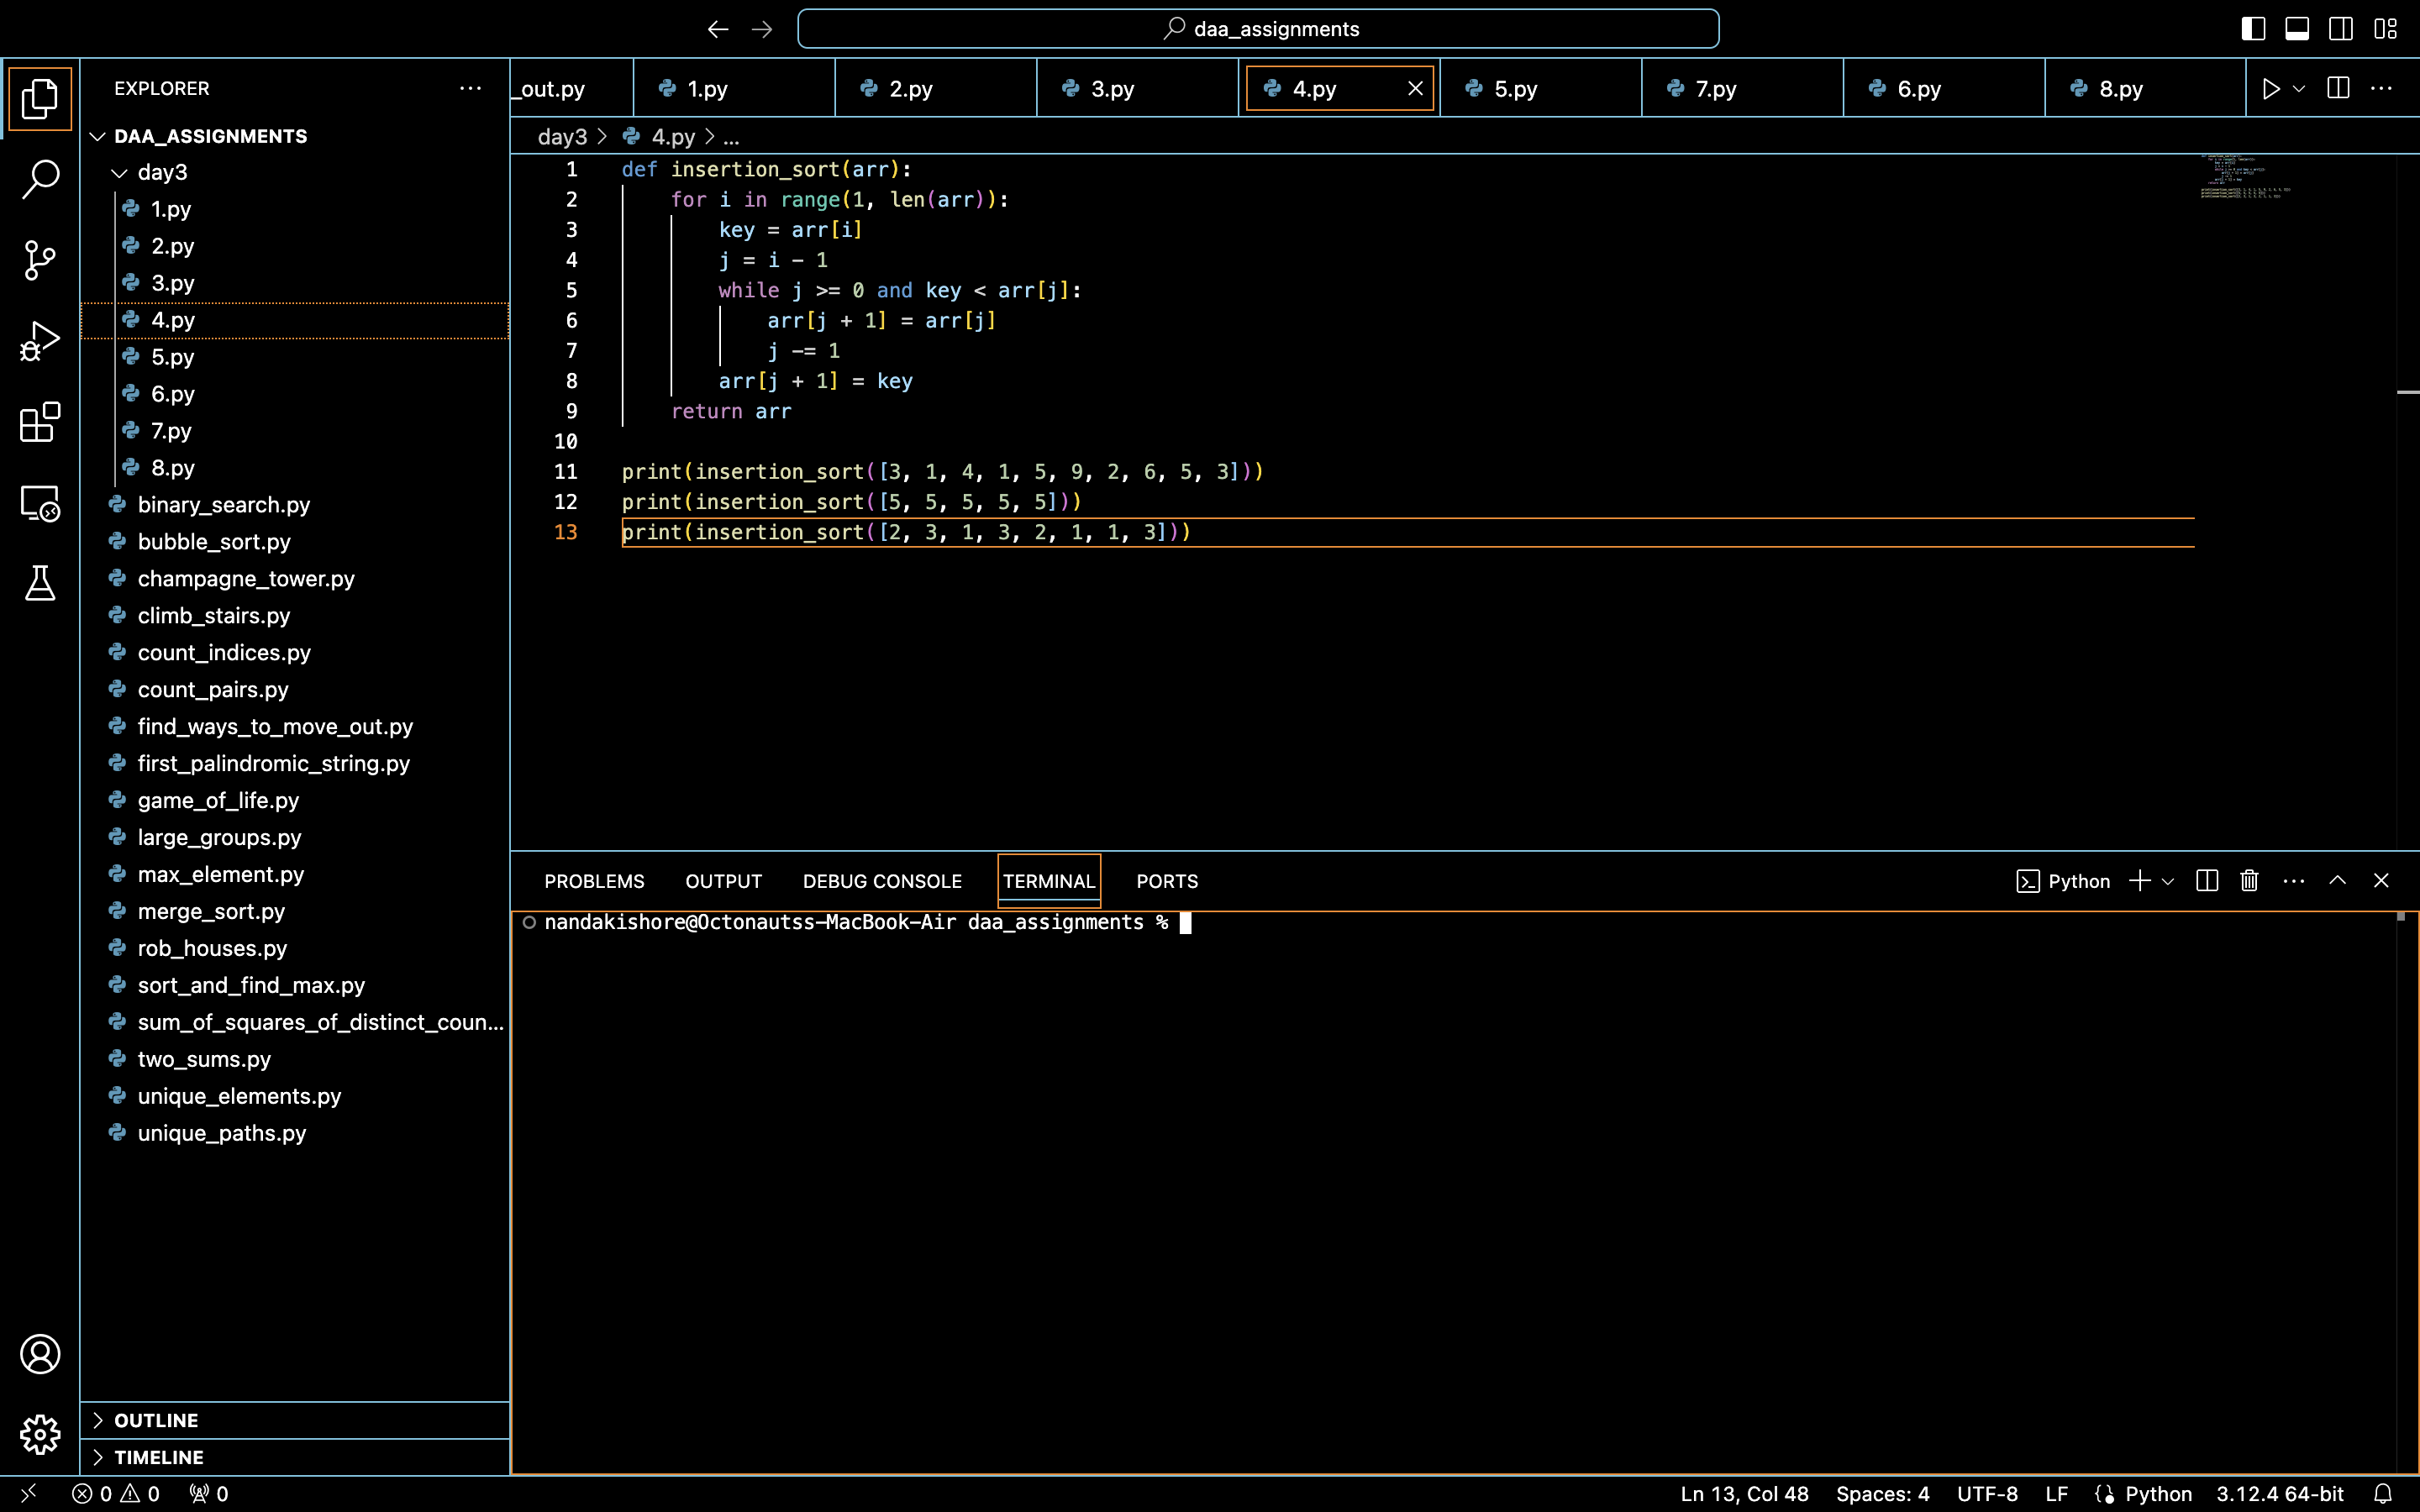 daa_assignments
EXPLORER
_out.py
1.py
2.py
3.py
4.py
5.py
7.py
6.py
8.py
DAA_ASSIGNMENTS
day3
1.py
2.py
3.py
4.py
5.py
6.py
7.py
8.py
binary_search.py
bubble_sort.py
champagne_tower.py
climb_stairs.py
count_indices.py
count_pairs.py
find_ways_to_move_out.py
first_palindromic_string.py
game_of_life.py
large_groups.py
max_element.py
merge_sort.py
rob_houses.py
sort_and_find_max.py
sum_of_squares_of_distinct_coun...
two_sums.py
unique_elements.py
unique_paths.py
OUTLINE
TIMELINE
day3 > 4.py > ...
1 def insertion_sort(arr):
2 for i in range(1, len(arr)):
3 key = arr[i]
4 j = i - 1
5 while j >= 0 and key < arr[j]:
6 arr[j + 1] = arr[j]
7 j -= 1
8 arr[j + 1] = key
9 return arr
10
11 print(insertion_sort([3, 1, 4, 1, 5, 9, 2, 6, 5, 3]))
12 print(insertion_sort([5, 5, 5, 5, 5]))
13 print(insertion_sort([2, 3, 1, 3, 2, 1, 1, 3]))
PROBLEMS OUTPUT DEBUG CONSOLE TERMINAL PORTS
Python
nandakishore@Octonautss-MacBook-Air daa_assignments %
0 0 0
Ln 13, Col 48 Spaces: 4 UTF-8 LF Python 3.12.4 64-bit